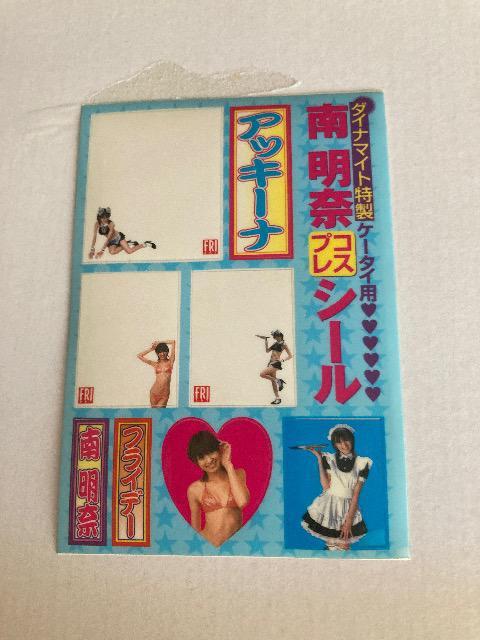 ダイナマイト特製ケータイ用♥♥♥♥♥♥
南明奈コスプレシール
アッキーナ
FRI
FRI
FRI
フライデー
南明奈